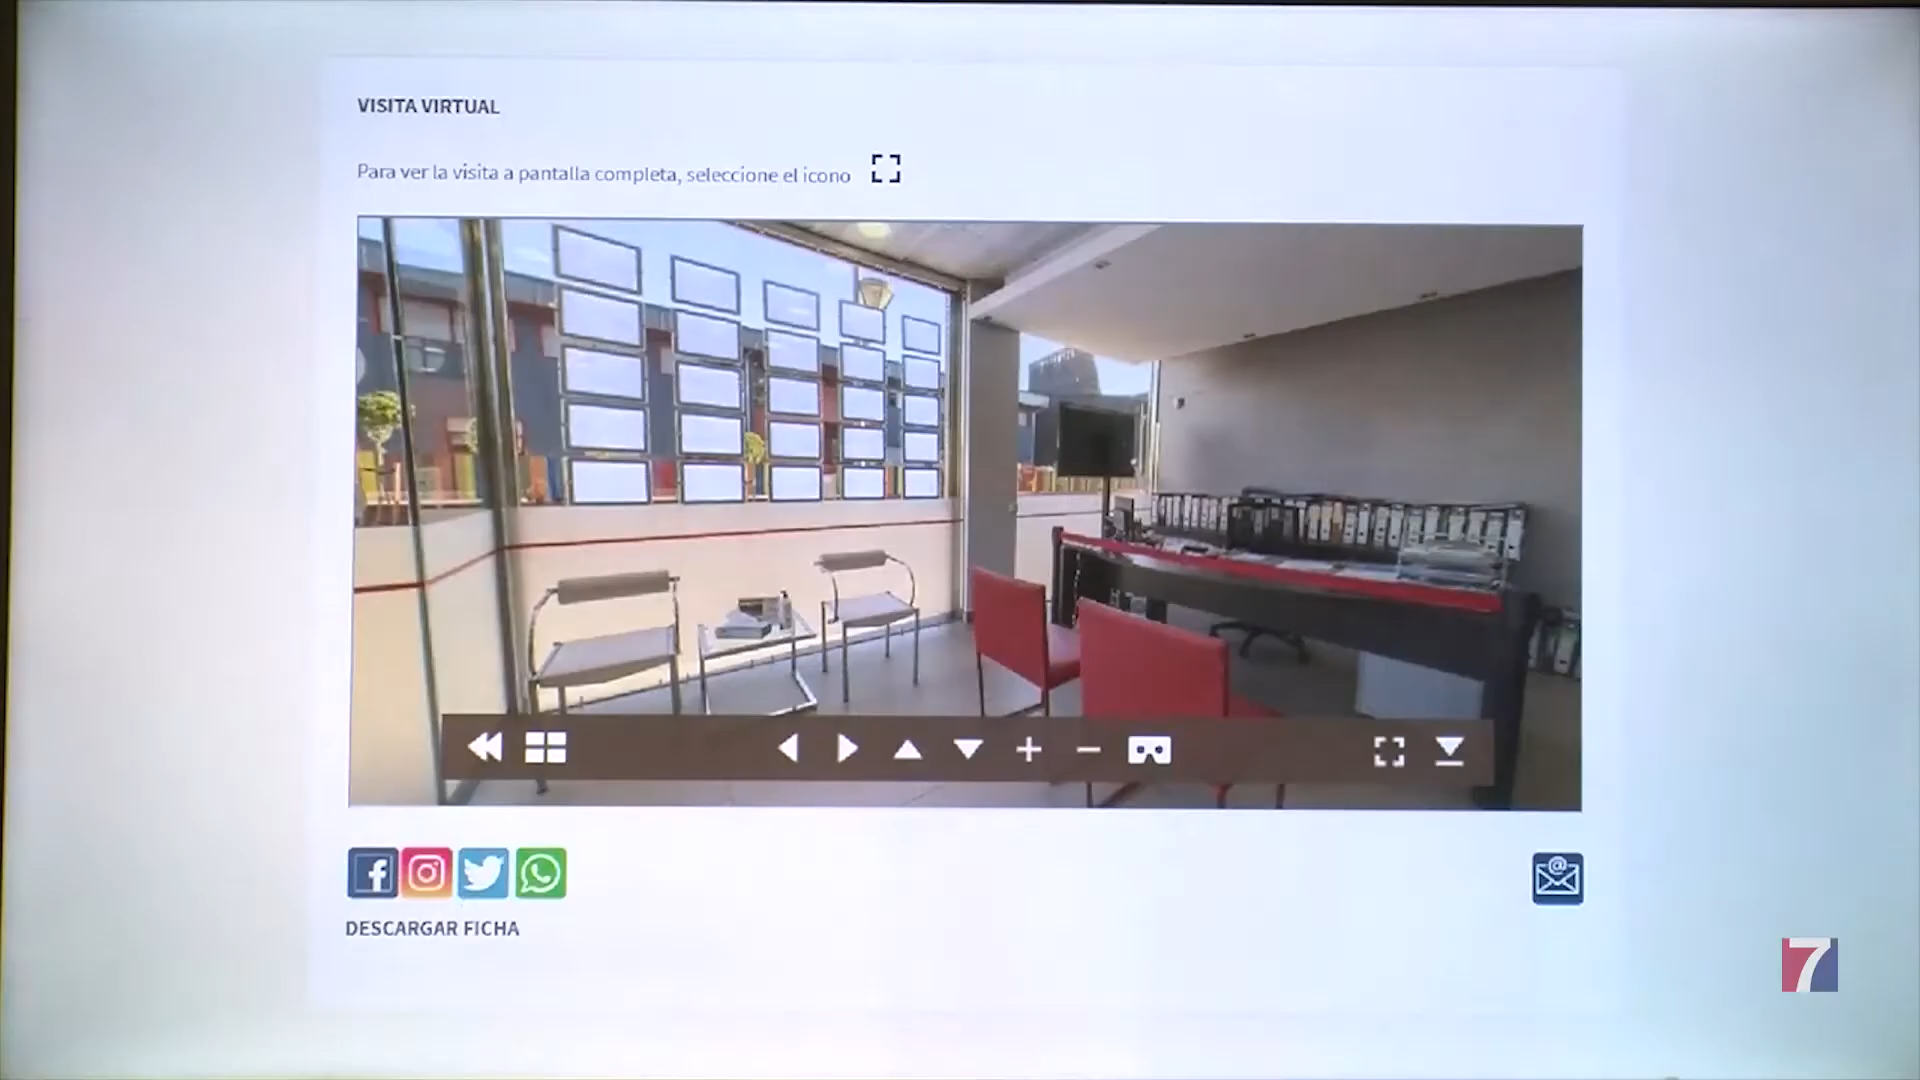 VISITA VIRTUAL
Para ver la visita a pantalla completa, seleccione el icono
DESCARGAR FICHA
7